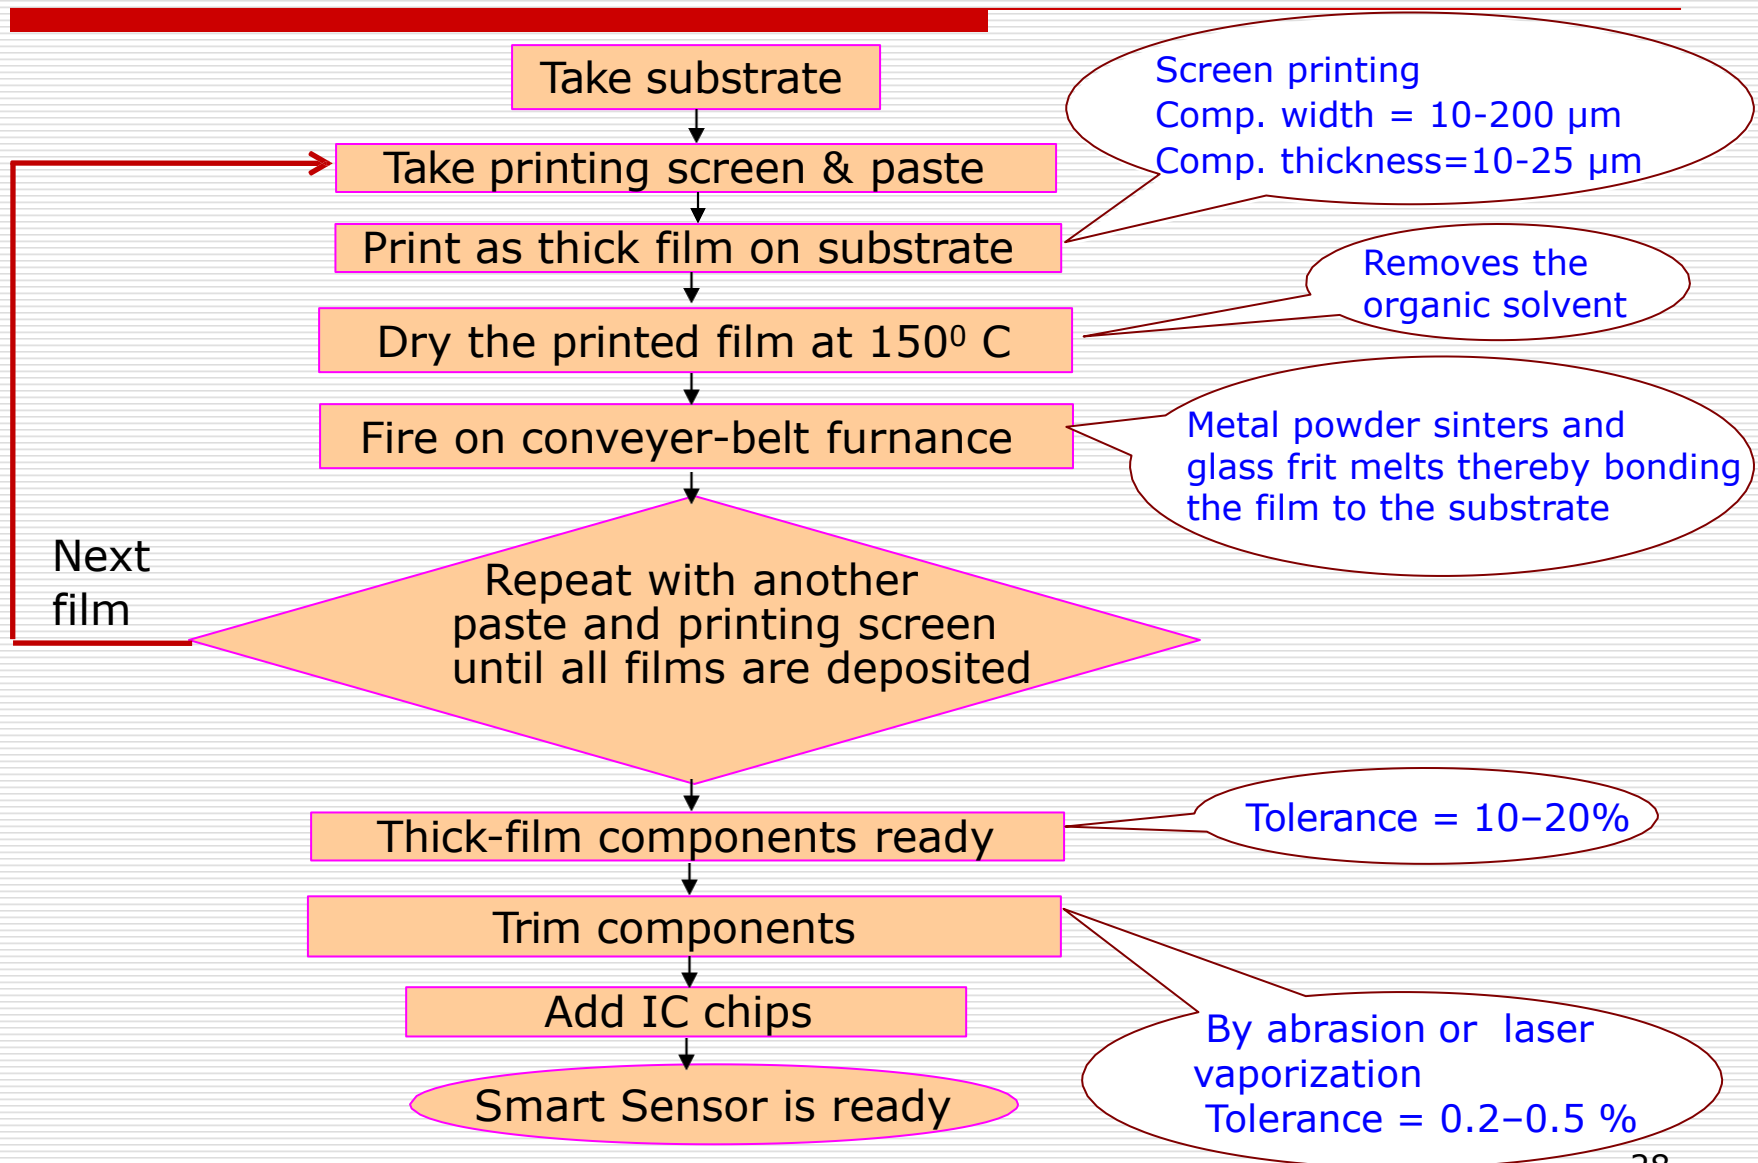 Take substrate
Screen printing
Comp. width = 10-200 µm
Comp. thickness=10-25 µm
Take printing screen & paste
Print as thick film on substrate
Removes the
organic solvent
Dry the printed film at 150⁰ C
Fire on conveyer-belt furnance
Metal powder sinters and
glass frit melts thereby bonding
the film to the substrate
Next
film
Repeat with another
paste and printing screen
until all films are deposited
Thick-film components ready
Tolerance = 10–20%
Trim components
By abrasion or laser
vaporization
Tolerance = 0.2–0.5 %
Add IC chips
Smart Sensor is ready